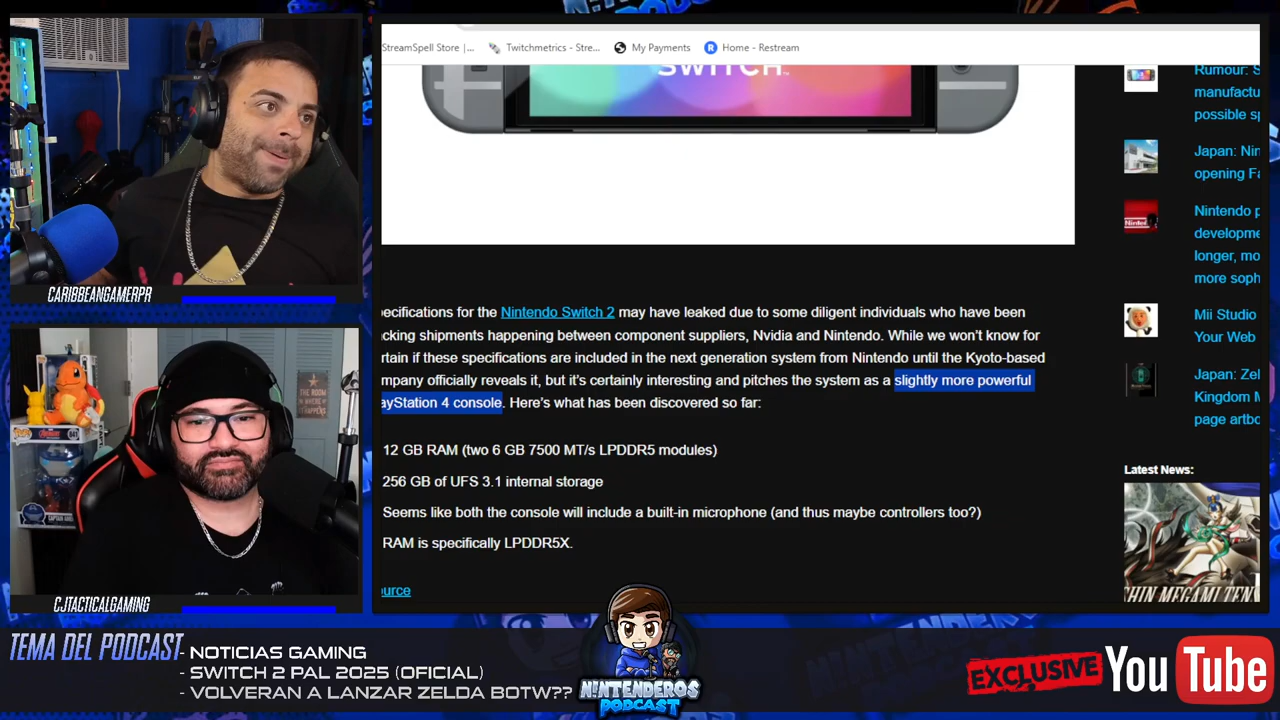 StreamSpell Store |...
Twitchmetrics - Stre...
My Payments
Home - Restream
SWITCH
Rumour: S
manufactu
possible sp
Japan: Nin
opening Fa
Nintendo p
developme
longer, mo
more soph
Mii Studio
Your Web
Japan: Zel
Kingdom M
page artbo
CARIBBEANGAMERPR
pecifications for the Nintendo Switch 2 may have leaked due to some diligent individuals who have been
acking shipments happening between component suppliers, Nvidia and Nintendo. While we won't know for
rtain if these specifications are included in the next generation system from Nintendo until the Kyoto-based
mpany officially reveals it, but it's certainly interesting and pitches the system as a slightly more powerful
ayStation 4 console. Here's what has been discovered so far:
12 GB RAM (two 6 GB 7500 MT/s LPDDR5 modules)
256 GB of UFS 3.1 internal storage
Seems like both the console will include a built-in microphone (and thus maybe controllers too?)
RAM is specifically LPDDR5X.
ource
Latest News:
SHIN MEGAMI TEN
CJTACTICALGAMING
TEMA DEL PODCAST
- NOTICIAS GAMING
- SWITCH 2 PAL 2025 (OFICIAL)
- VOLVERAN A LANZAR ZELDA BOTW??
NINTENDEROS
PODCAST
EXCLUSIVE
YouTube